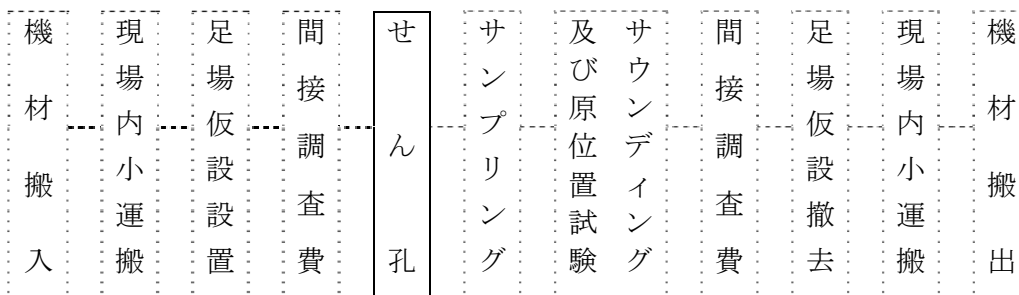 機材搬入
現場内小運搬
足場仮設設置
間接調査費
せん孔
サンプリング
サウンディング
及び原位置試験
間接調査費
足場仮設撤去
現場内小運搬
機材搬出